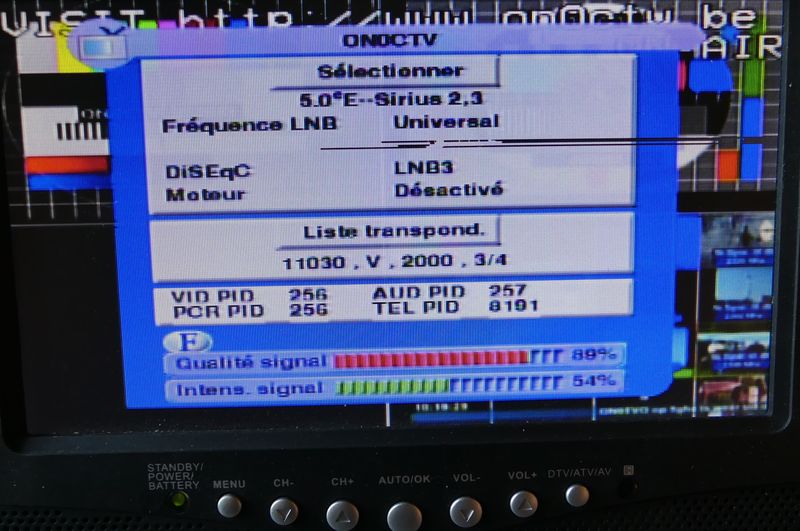 VISIT http://www on0ctv be
ON0CTV
AIR
Sélectionner
5.0°E--Sirius 2,3
Fréquence LNB Universal
DiSEqC LNB3
Moteur Désactivé
Liste transpond.
11030 , V , 2000 , 3/4
VID PID 256 AUD PID 257
PCR PID 256 TEL PID 8191
F
Qualité signal 89%
Intens. signal 54%
STANDBY/
POWER/
BATTERY
MENU CH- CH+ AUTO/OK VOL- VOL+ DTV/ATV/AV